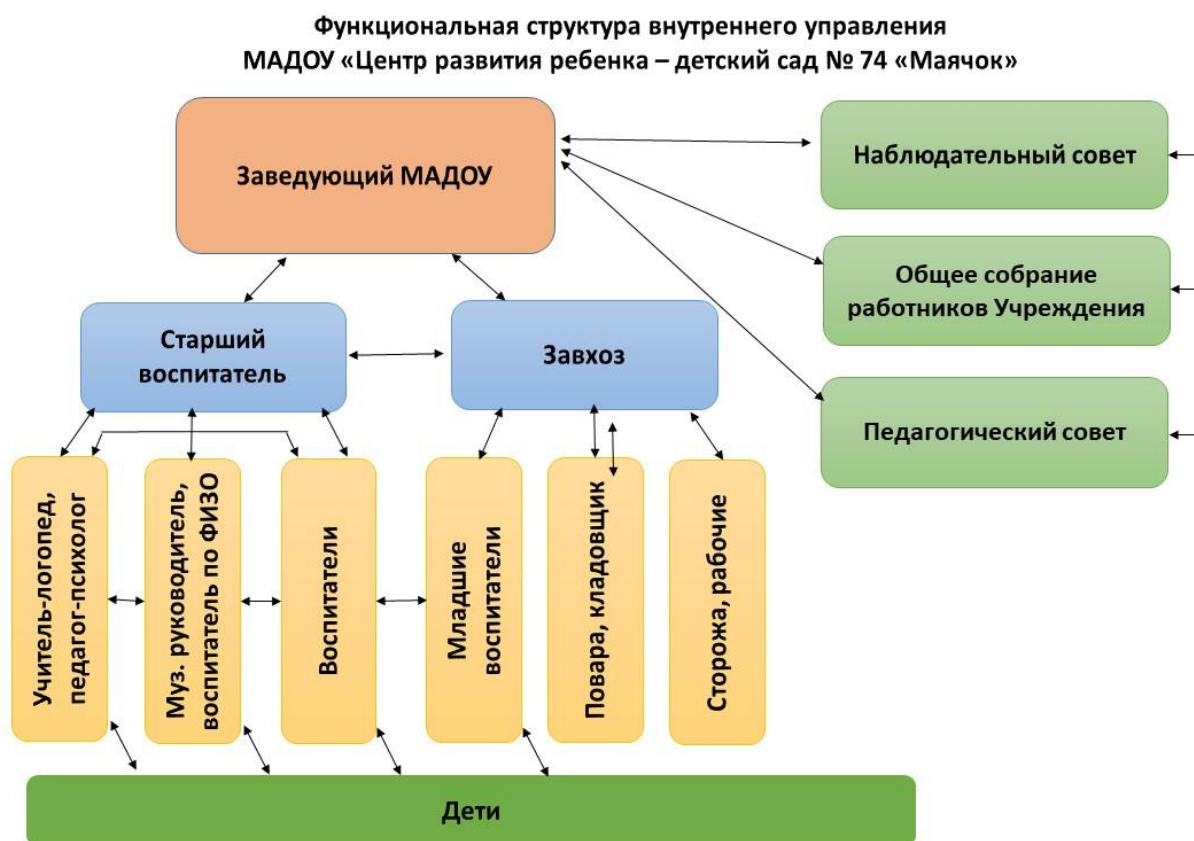 Функциональная структура внутреннего управления
МАДОУ «Центр развития ребенка – детский сад № 74 «Маячок»
Заведующий МАДОУ
Наблюдательный совет
Общее собрание
работников Учреждения
Педагогический совет
Старший
воспитатель
Завхоз
Учитель-логопед,
педагог-психолог
Муз. руководитель,
воспитатель по ФИЗО
Воспитатели
Младшие
воспитатели
Повара, кладовщик
Сторожа, рабочие
Дети